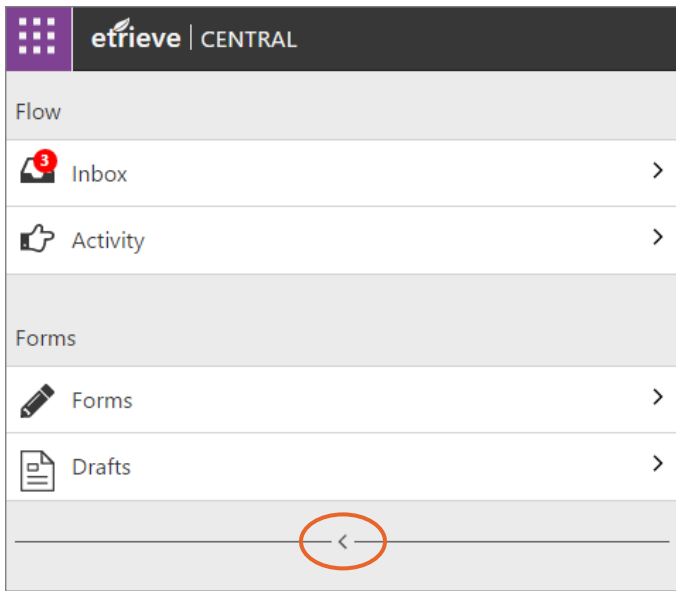 etrieve | CENTRAL
Flow
3
Inbox
Activity
Forms
Forms
Drafts